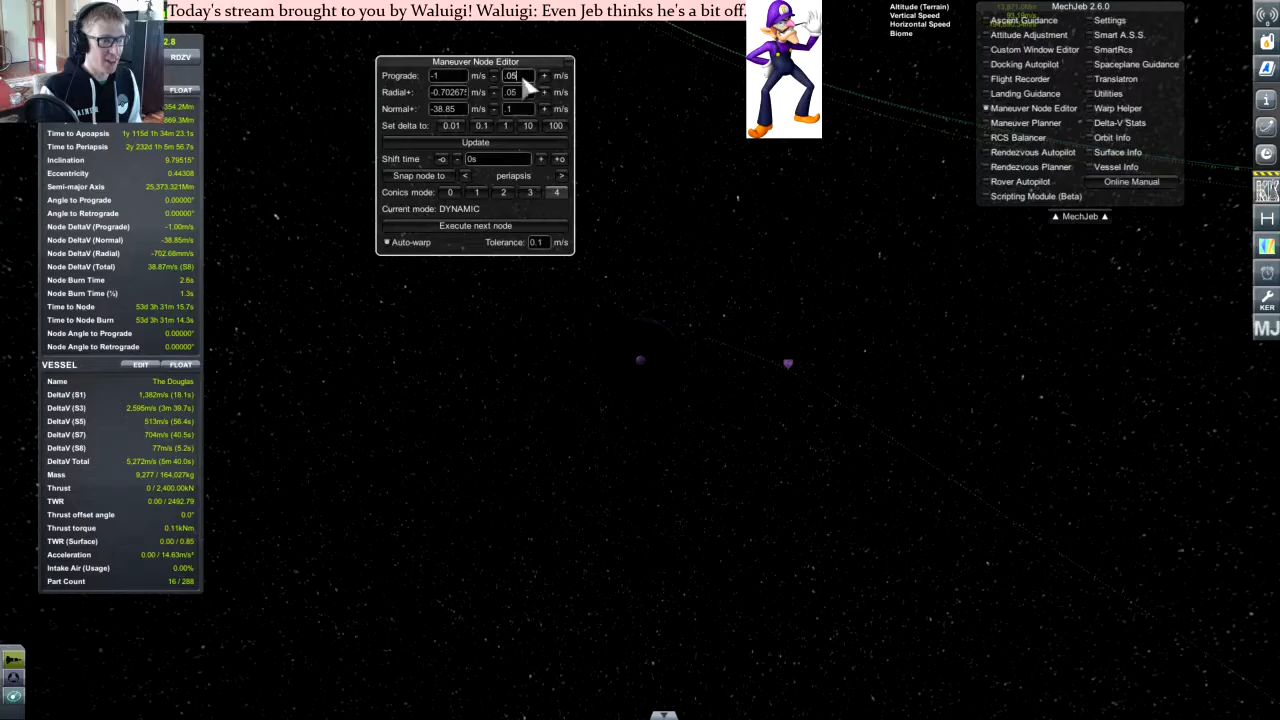 Today's stream brought to you by Waluigi! Waluigi: Even Jeb thinks he's a bit off.
2.8
RDZV
FLOAT
354.2Mm
869.3Mm
Time to Apoapsis 1y 115d 1h 34m 23.1s
Time to Periapsis 2y 232d 1h 5m 56.7s
Inclination 9.79515°
Eccentricity 0.44308
Semi-major Axis 25,373.321Mm
Angle to Prograde 0.00000°
Angle to Retrograde 0.00000°
Node DeltaV (Prograde) -1.00m/s
Node DeltaV (Normal) -38.85m/s
Node DeltaV (Radial) -702.68mm/s
Node DeltaV (Total) 38.87m/s (S8)
Node Burn Time 2.6s
Node Burn Time (½) 1.3s
Time to Node 53d 3h 31m 15.7s
Time to Node Burn 53d 3h 31m 14.3s
Node Angle to Prograde 0.00000°
Node Angle to Retrograde 0.00000°
VESSEL EDIT FLOAT
Name The Douglas
DeltaV (S1) 1,382m/s (18.1s)
DeltaV (S3) 2,595m/s (3m 39.7s)
DeltaV (S5) 513m/s (56.4s)
DeltaV (S7) 704m/s (40.5s)
DeltaV (S8) 77m/s (5.2s)
DeltaV Total 5,272m/s (5m 40.0s)
Mass 9,277 / 164,027kg
Thrust 0 / 2,400.00kN
TWR 0.00 / 2492.79
Thrust offset angle 0.0°
Thrust torque 0.11kNm
TWR (Surface) 0.00 / 0.85
Acceleration 0.00 / 14.63m/s²
Intake Air (Usage) 0.00%
Part Count 16 / 288
Maneuver Node Editor
Prograde: -1 m/s - .05 + m/s
Radial+: -0.702675 m/s - .05 + m/s
Normal+: -38.85 m/s - .1 + m/s
Set delta to: 0.01 0.1 1 10 100
Update
Shift time -o - 0s + +o
Snap node to < periapsis >
Conics mode: 0 1 2 3 4
Current mode: DYNAMIC
Execute next node
Auto-warp Tolerance: 0.1 m/s
Altitude (Terrain)
Vertical Speed
Horizontal Speed
Biome
MechJeb 2.6.0
Ascent Guidance Settings
Attitude Adjustment Smart A.S.S.
Custom Window Editor SmartRcs
Docking Autopilot Spaceplane Guidance
Flight Recorder Translatron
Landing Guidance Utilities
Maneuver Node Editor Warp Helper
Maneuver Planner Delta-V Stats
RCS Balancer Orbit Info
Rendezvous Autopilot Surface Info
Rendezvous Planner Vessel Info
Rover Autopilot Online Manual
Scripting Module (Beta)
▲ MechJeb ▲
0
KER
MJ